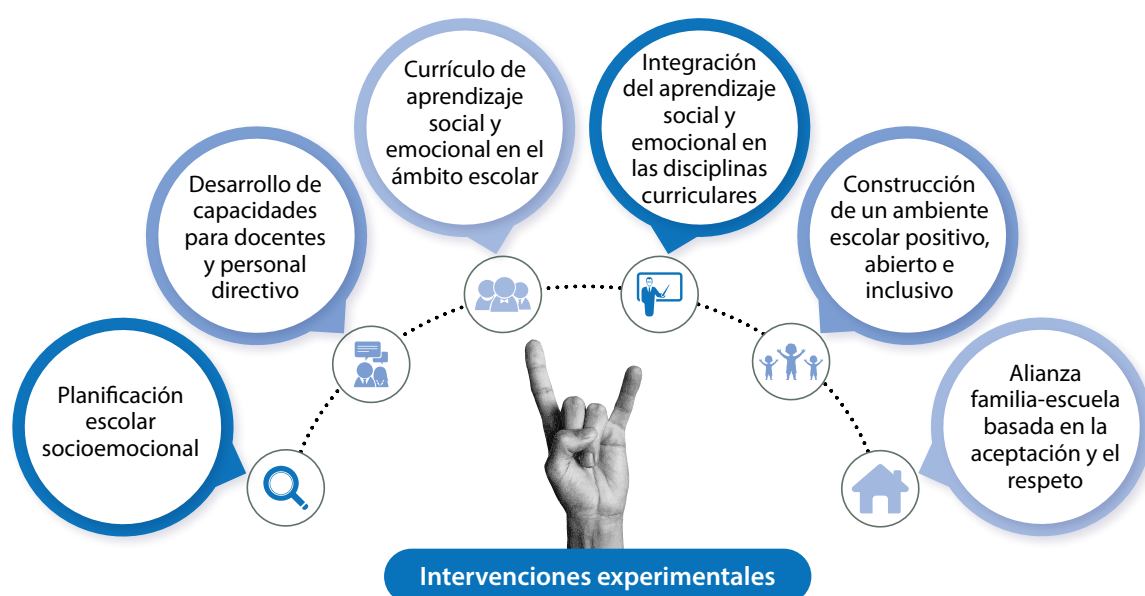 Planificación
escolar
socioemocional
Desarrollo de
capacidades
para docentes
y personal
directivo
Currículo de
aprendizaje
social y
emocional en el
ámbito escolar
Integración
del aprendizaje
social y
emocional en
las disciplinas
curriculares
Construcción
de un ambiente
escolar positivo,
abierto e
inclusivo
Alianza
familia-escuela
basada en la
aceptación y el
respeto
Intervenciones experimentales